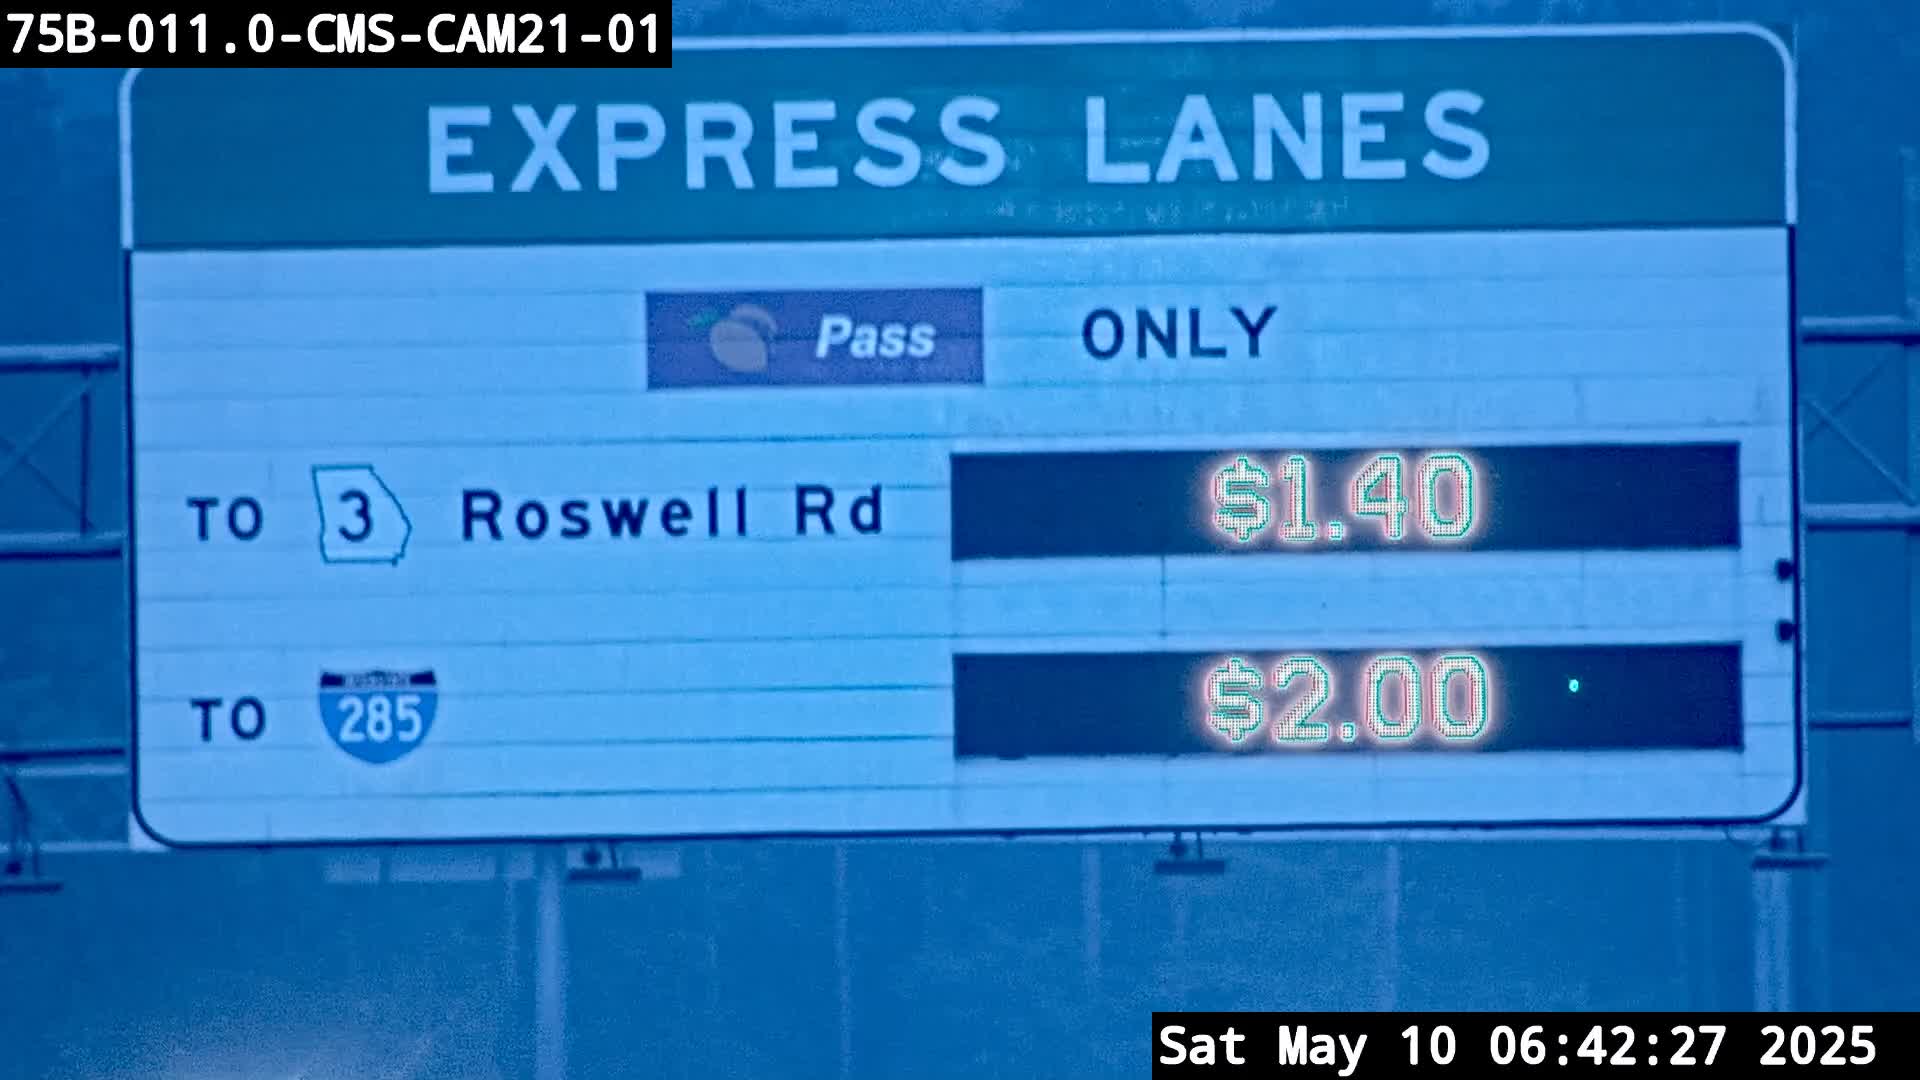 75B-011.0-CMS-CAM21-01
EXPRESS LANES
Pass ONLY
TO 3 Roswell Rd $1.40
TO 285 $2.00
Sat May 10 06:42:27 2025